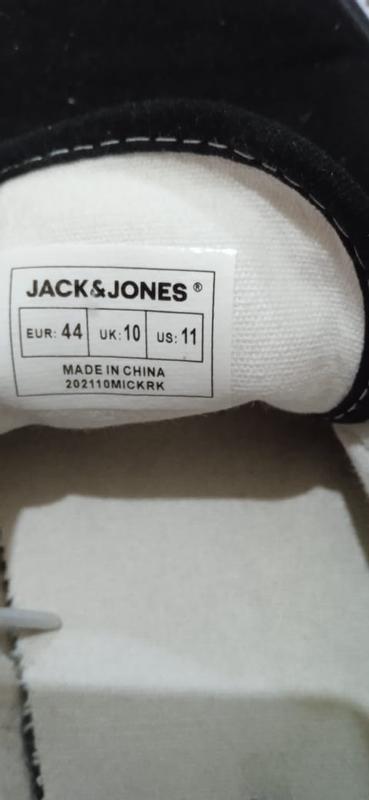 JACK&JONES ®
EUR: 44 UK: 10 US: 11
MADE IN CHINA
202110MICKRK